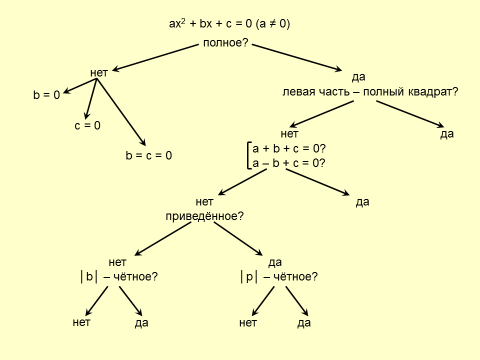 ax² + bx + c = 0 (a ≠ 0)
полное?
нет
да
b = 0
левая часть – полный квадрат?
c = 0
нет
да
b = c = 0
a + b + c = 0?
a – b + c = 0?
нет
да
приведённое?
нет
да
│b│ – чётное?
│p│ – чётное?
нет
да
нет
да